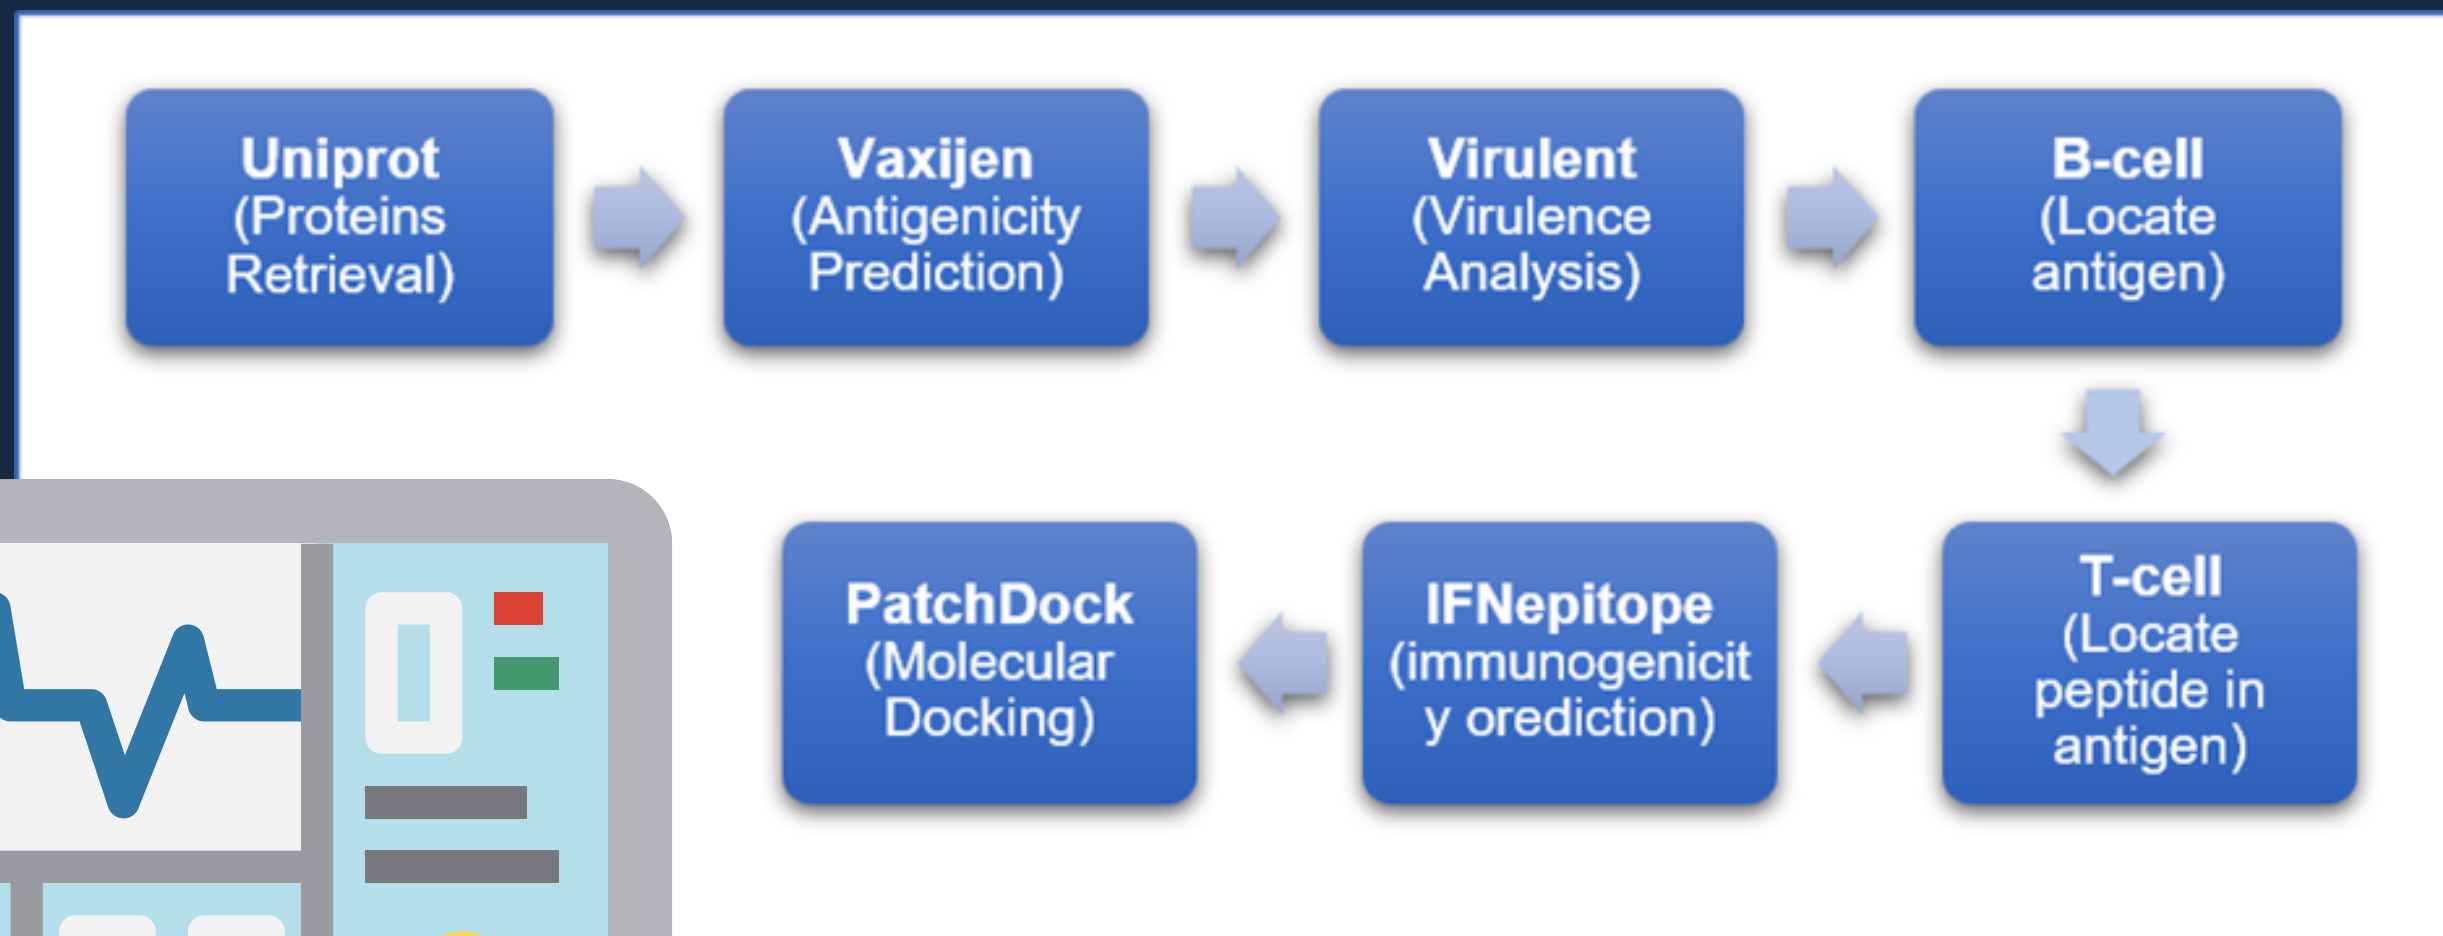 Uniprot
(Proteins
Retrieval)
Vaxijen
(Antigenicity
Prediction)
Virulent
(Virulence
Analysis)
B-cell
(Locate
antigen)
T-cell
(Locate
peptide in
antigen)
IFNepitope
(immunogenicit
y orediction)
PatchDock
(Molecular
Docking)